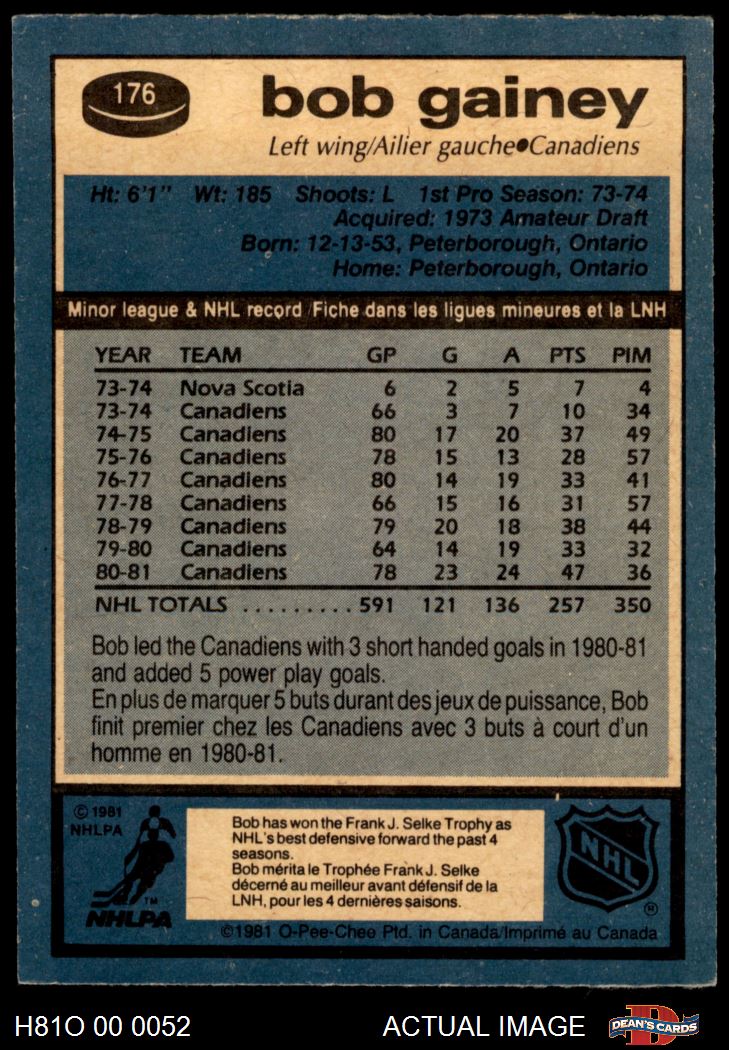 176
bob gainey
Left wing/Ailier gauche●Canadiens
Ht: 6'1" Wt: 185 Shoots: L 1st Pro Season: 73-74
Acquired: 1973 Amateur Draft
Born: 12-13-53, Peterborough, Ontario
Home: Peterborough, Ontario
Minor league & NHL record/Fiche dans les ligues mineures et la LNH
YEAR TEAM GP G A PTS PIM
73-74 Nova Scotia 6 2 5 7 4
73-74 Canadiens 66 3 7 10 34
74-75 Canadiens 80 17 20 37 49
75-76 Canadiens 78 15 13 28 57
76-77 Canadiens 80 14 19 33 41
77-78 Canadiens 66 15 16 31 57
78-79 Canadiens 79 20 18 38 44
79-80 Canadiens 64 14 19 33 32
80-81 Canadiens 78 23 24 47 36
NHL TOTALS ......... 591 121 136 257 350
Bob led the Canadiens with 3 short handed goals in 1980-81
and added 5 power play goals.
En plus de marquer 5 buts durant des jeux de puissance, Bob
finit premier chez les Canadiens avec 3 buts à court d'un
homme en 1980-81.
© 1981
NHLPA
TM
NHLPA
Bob has won the Frank J. Selke Trophy as
NHL's best defensive forward the past 4
seasons.
Bob mérita le Trophée Frank J. Selke
décerné au meilleur avant défensif de la
LNH, pour les 4 dernières saisons.
NHL
®
©1981 O-Pee-Chee Ptd. in Canada/Imprimé au Canada
H81O 00 0052 ACTUAL IMAGE
D
DEAN'S CARDS